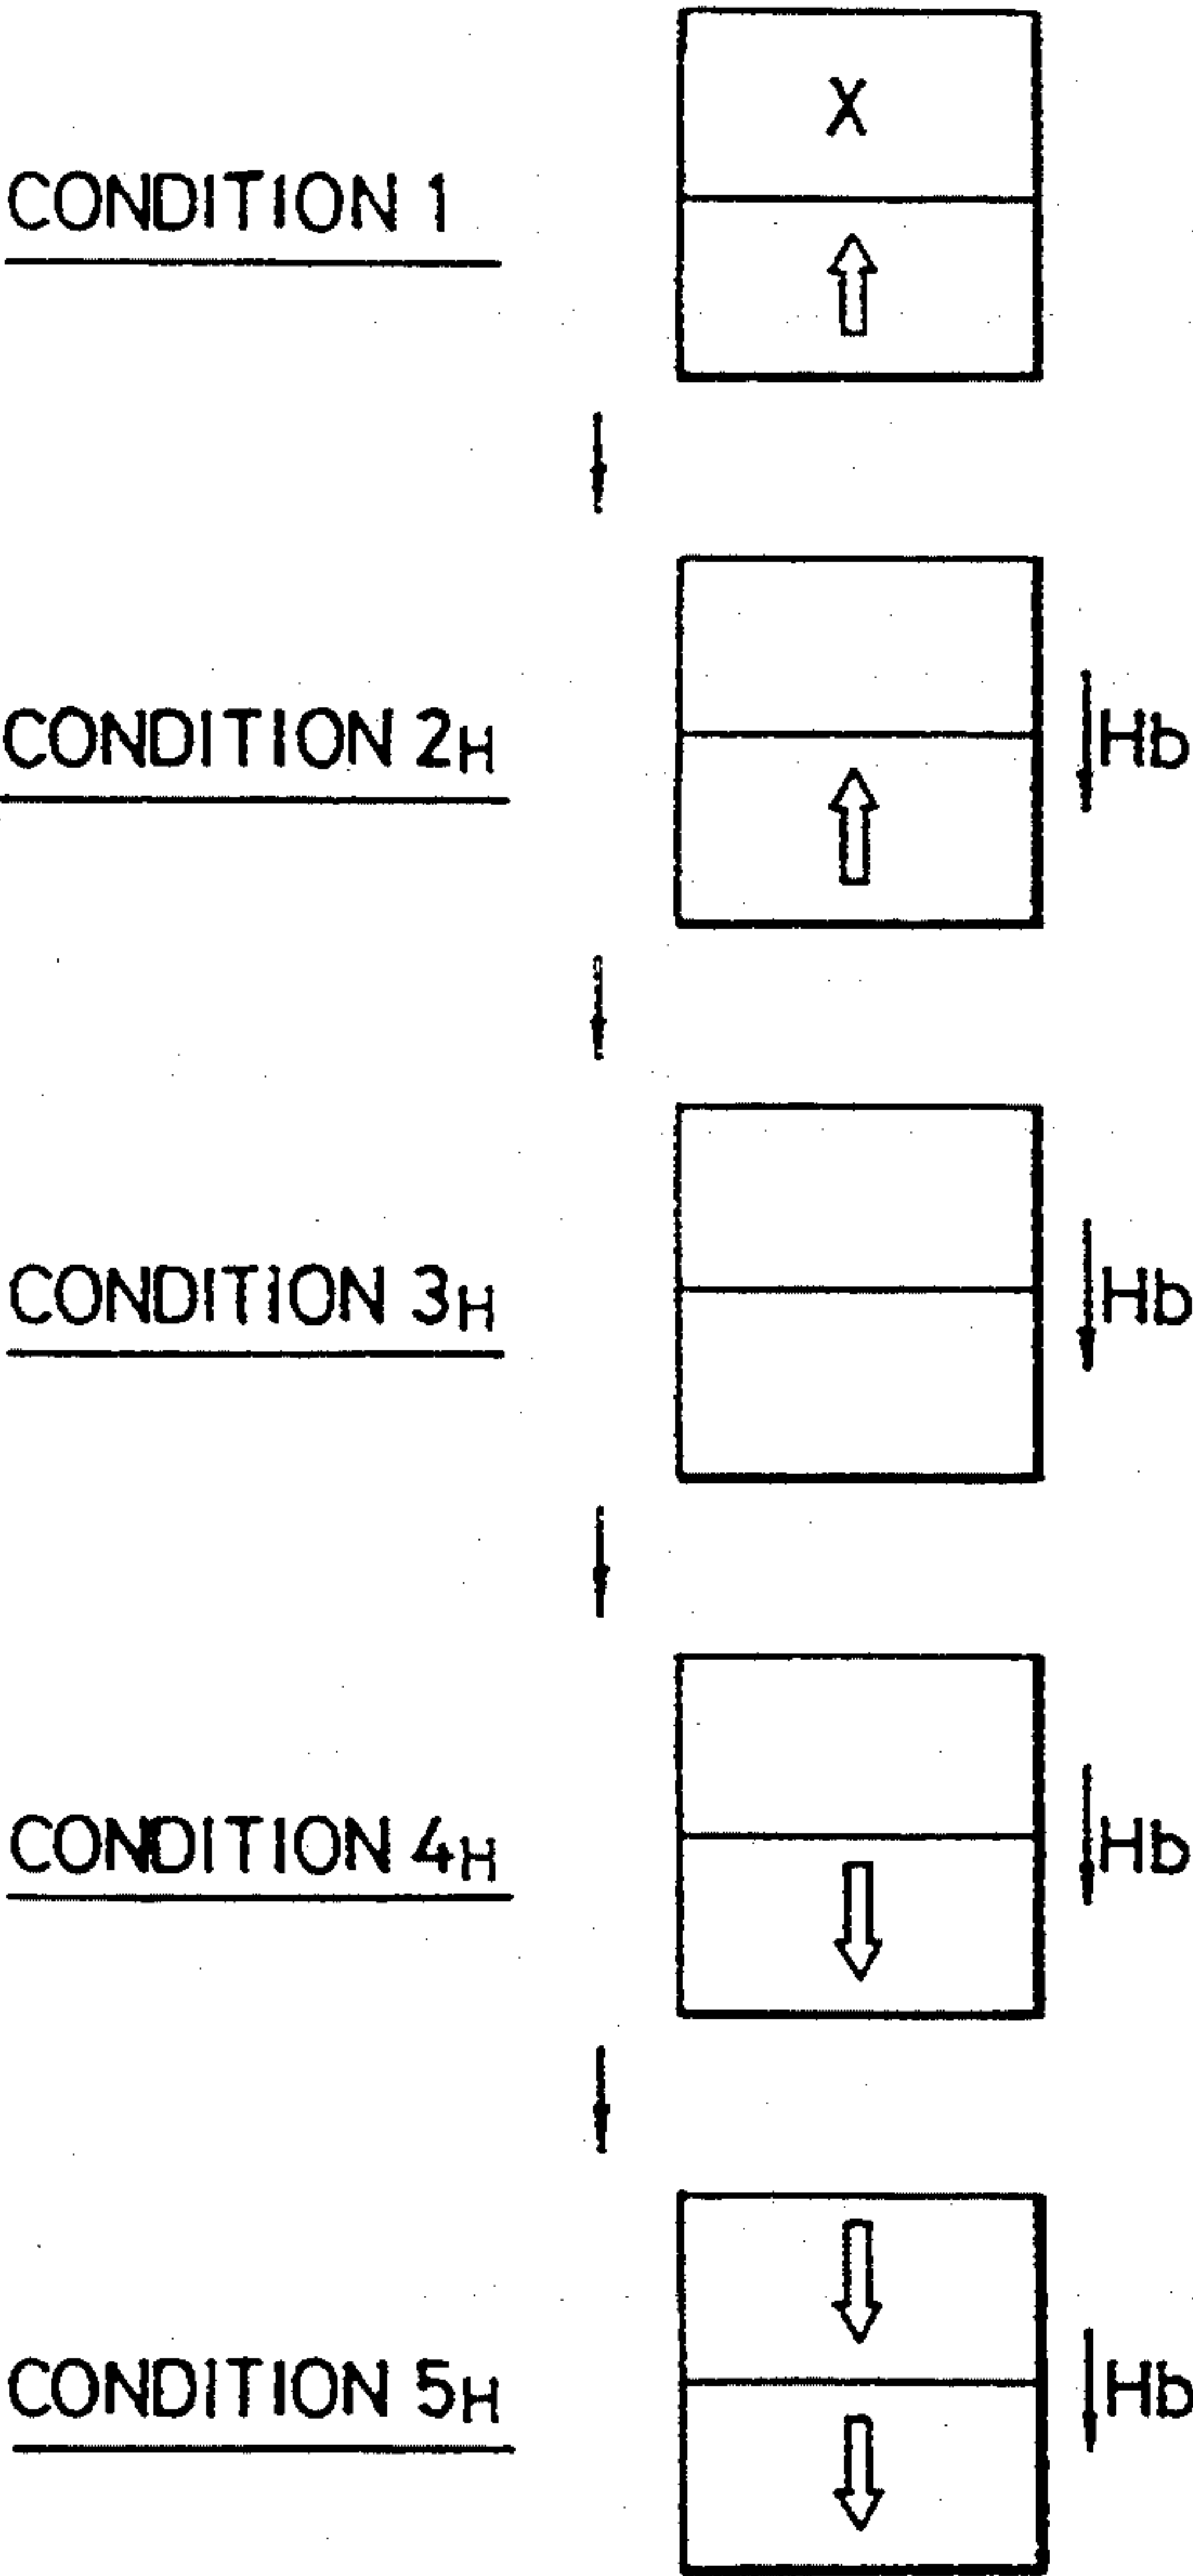 X
CONDITION 1
CONDITION 2H
Hb
CONDITION 3H
Hb
CONDITION 4H
Hb
CONDITION 5H
Hb